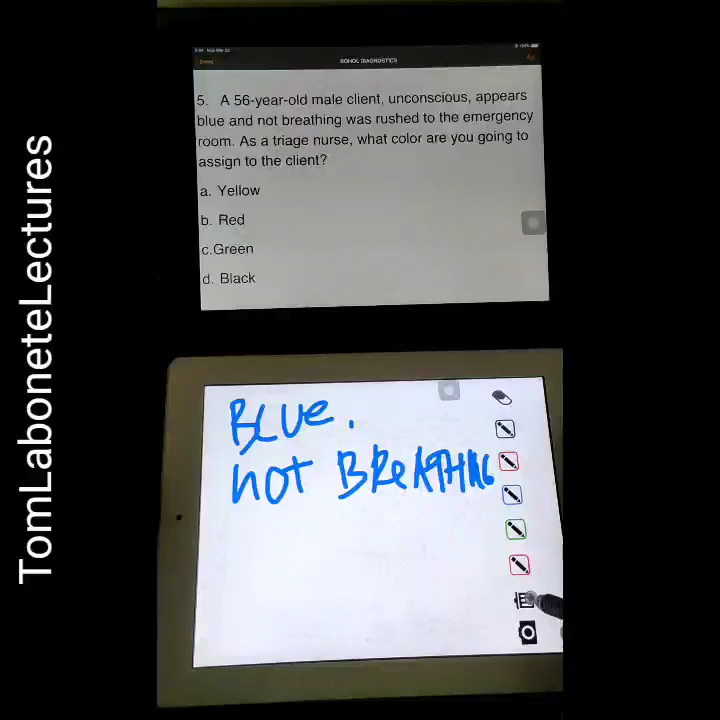 TomLaboneteLectures
BOHOL DIAGNOSTICS
5. A 56-year-old male client, unconscious, appears
blue and not breathing was rushed to the emergency
room. As a triage nurse, what color are you going to
assign to the client?
a. Yellow
b. Red
c.Green
d. Black
BLUE.
not BREATHING